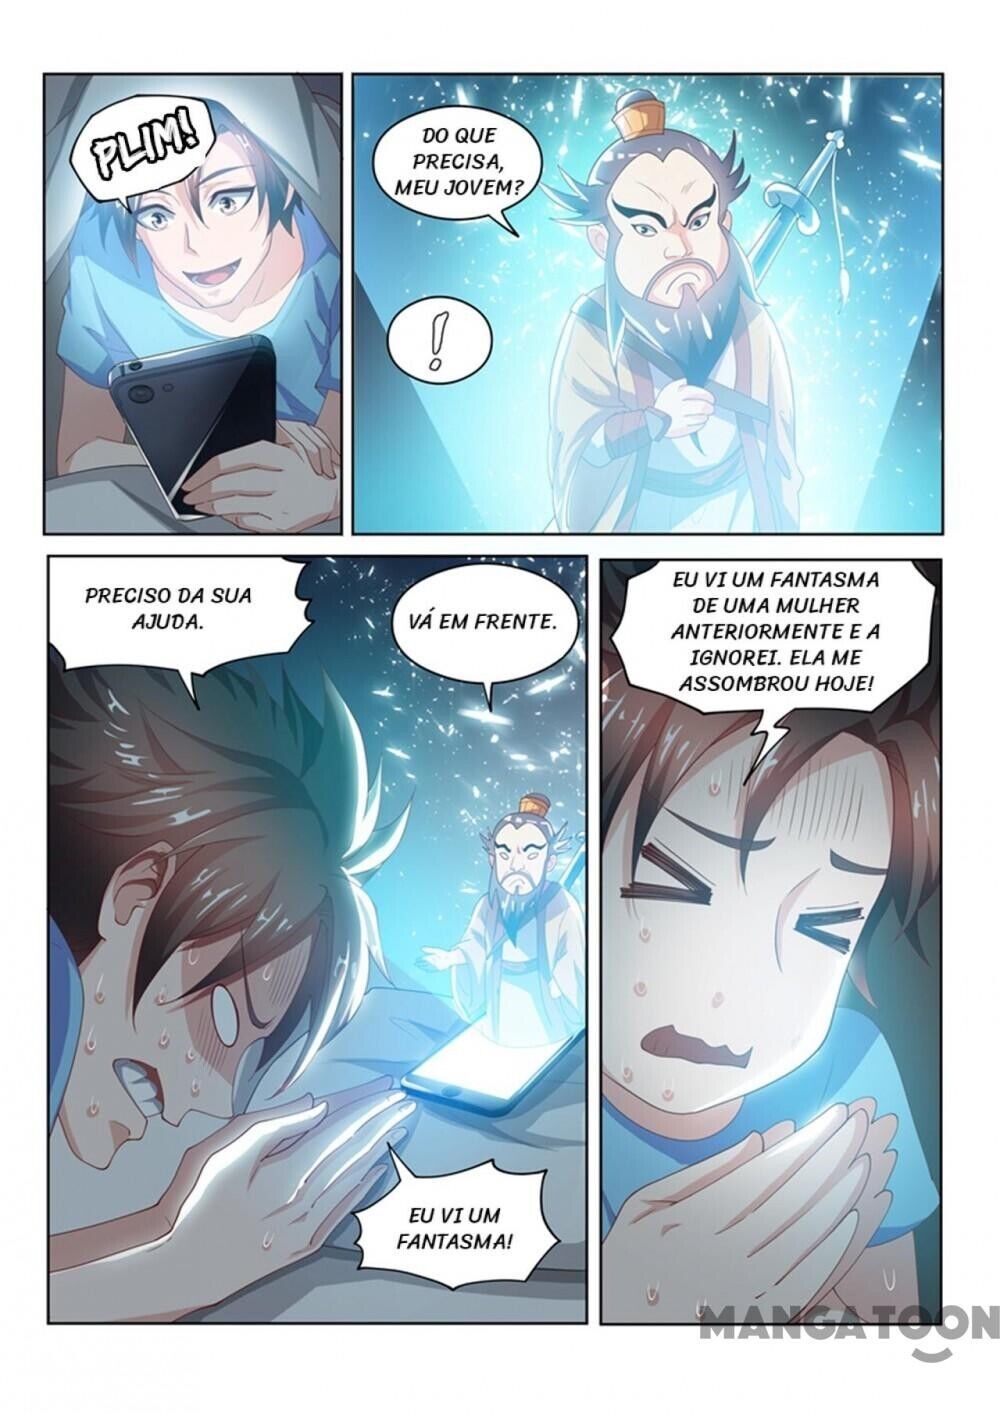 PLIM!
DO QUE
PRECISA,
MEU JOVEM?
!
PRECISO DA SUA
AJUDA.
VÁ EM FRENTE.
EU VI UM
FANTASMA!
EU VI UM FANTASMA
DE UMA MULHER
ANTERIORMENTE E A
IGNOREI. ELA ME
ASSOMBROU HOJE!
MANGATOON